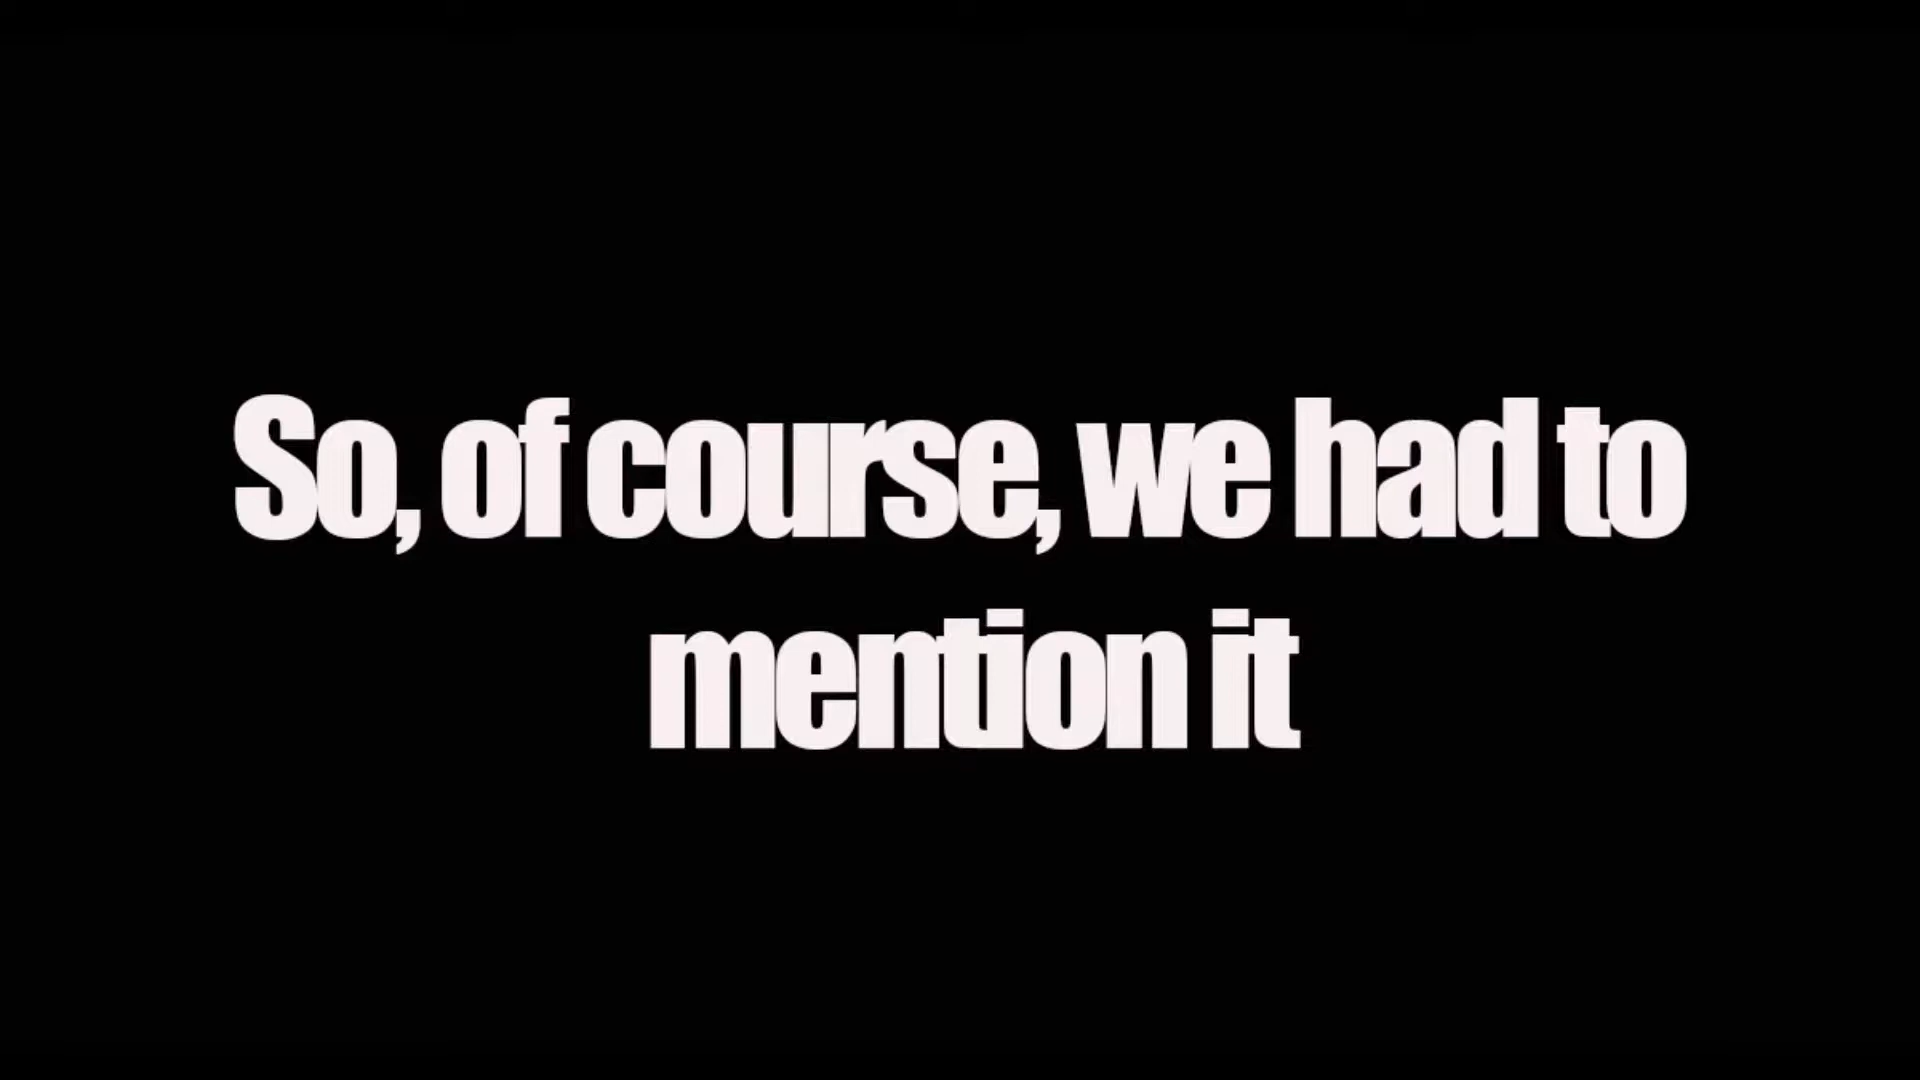 So, of course, we had to
mention it